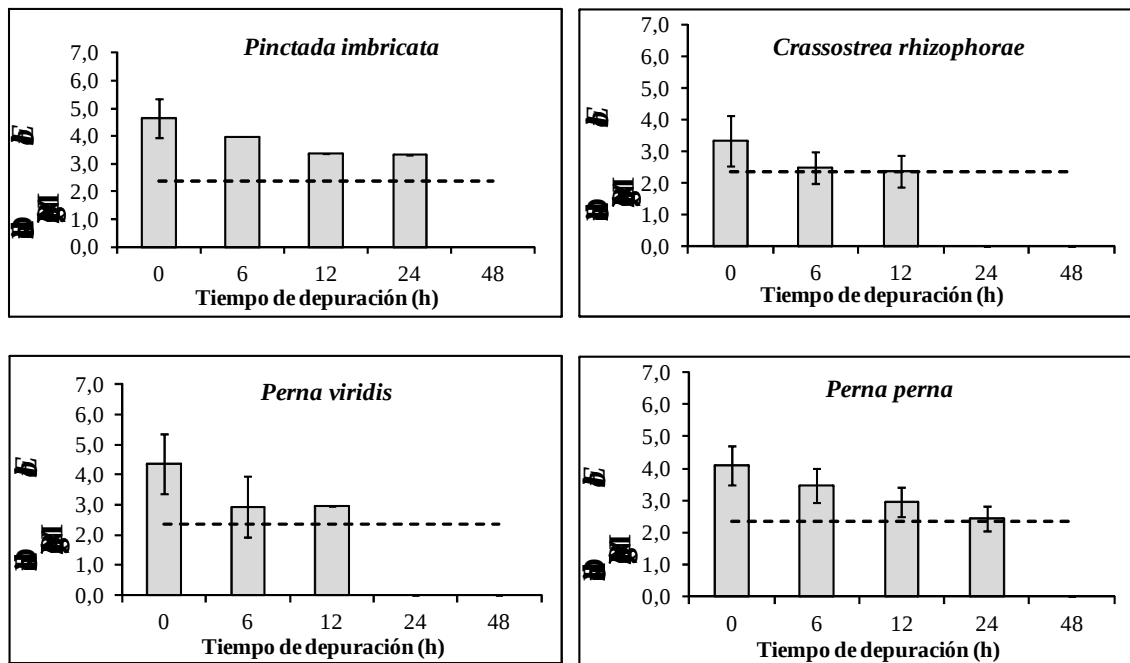 Pinctada imbricata
7,0
6,0
5,0
4,0
3,0
2,0
1,0
0,0
0 6 12 24 48
Tiempo de depuración (h)
Crassostrea rhizophorae
7,0
6,0
5,0
4,0
3,0
2,0
1,0
0,0
0 6 12 24 48
Tiempo de depuración (h)
Perna viridis
7,0
6,0
5,0
4,0
3,0
2,0
1,0
0,0
0 6 12 24 48
Tiempo de depuración (h)
Perna perna
7,0
6,0
5,0
4,0
3,0
2,0
1,0
0,0
0 6 12 24 48
Tiempo de depuración (h)